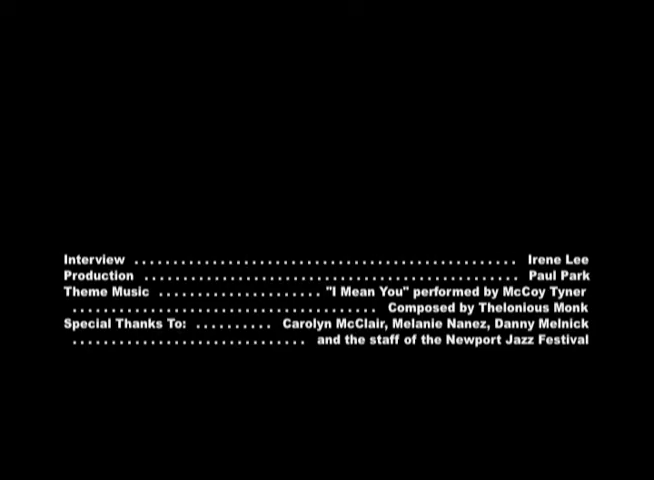 Interview ................................................ Irene Lee
Production ............................................... Paul Park
Theme Music ..................... "I Mean You" performed by McCoy Tyner
....................................... Composed by Thelonious Monk
Special Thanks To: .......... Carolyn McClair, Melanie Nanez, Danny Melnick
.............................. and the staff of the Newport Jazz Festival